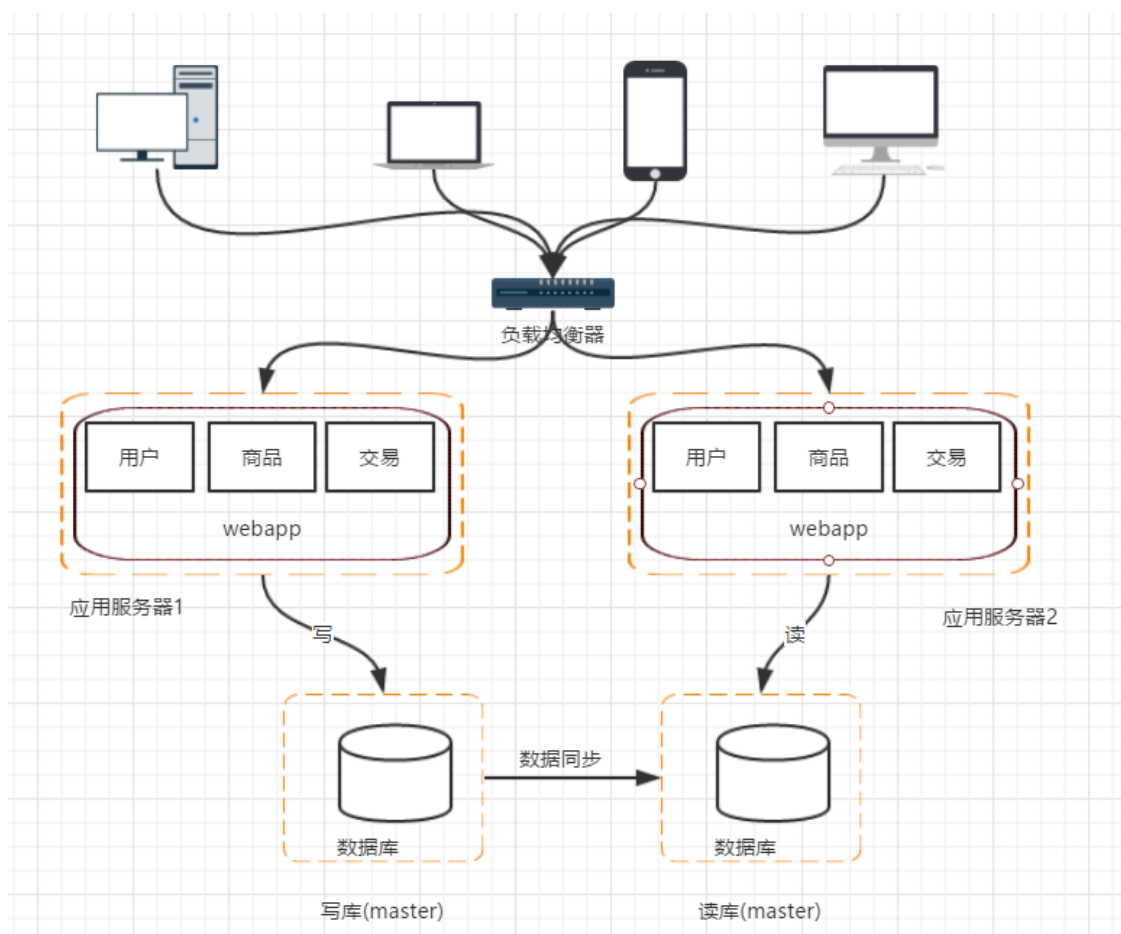 负载均衡器
用户
商品
交易
webapp
用户
商品
交易
webapp
应用服务器1
应用服务器2
写
读
数据同步
数据库
数据库
写库(master)
读库(master)